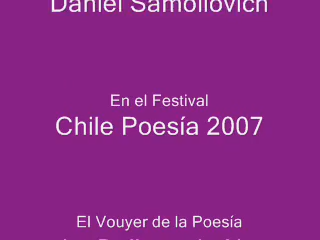 Daniel Samoilovich
En el Festival
Chile Poesía 2007
El Vouyer de la Poesía